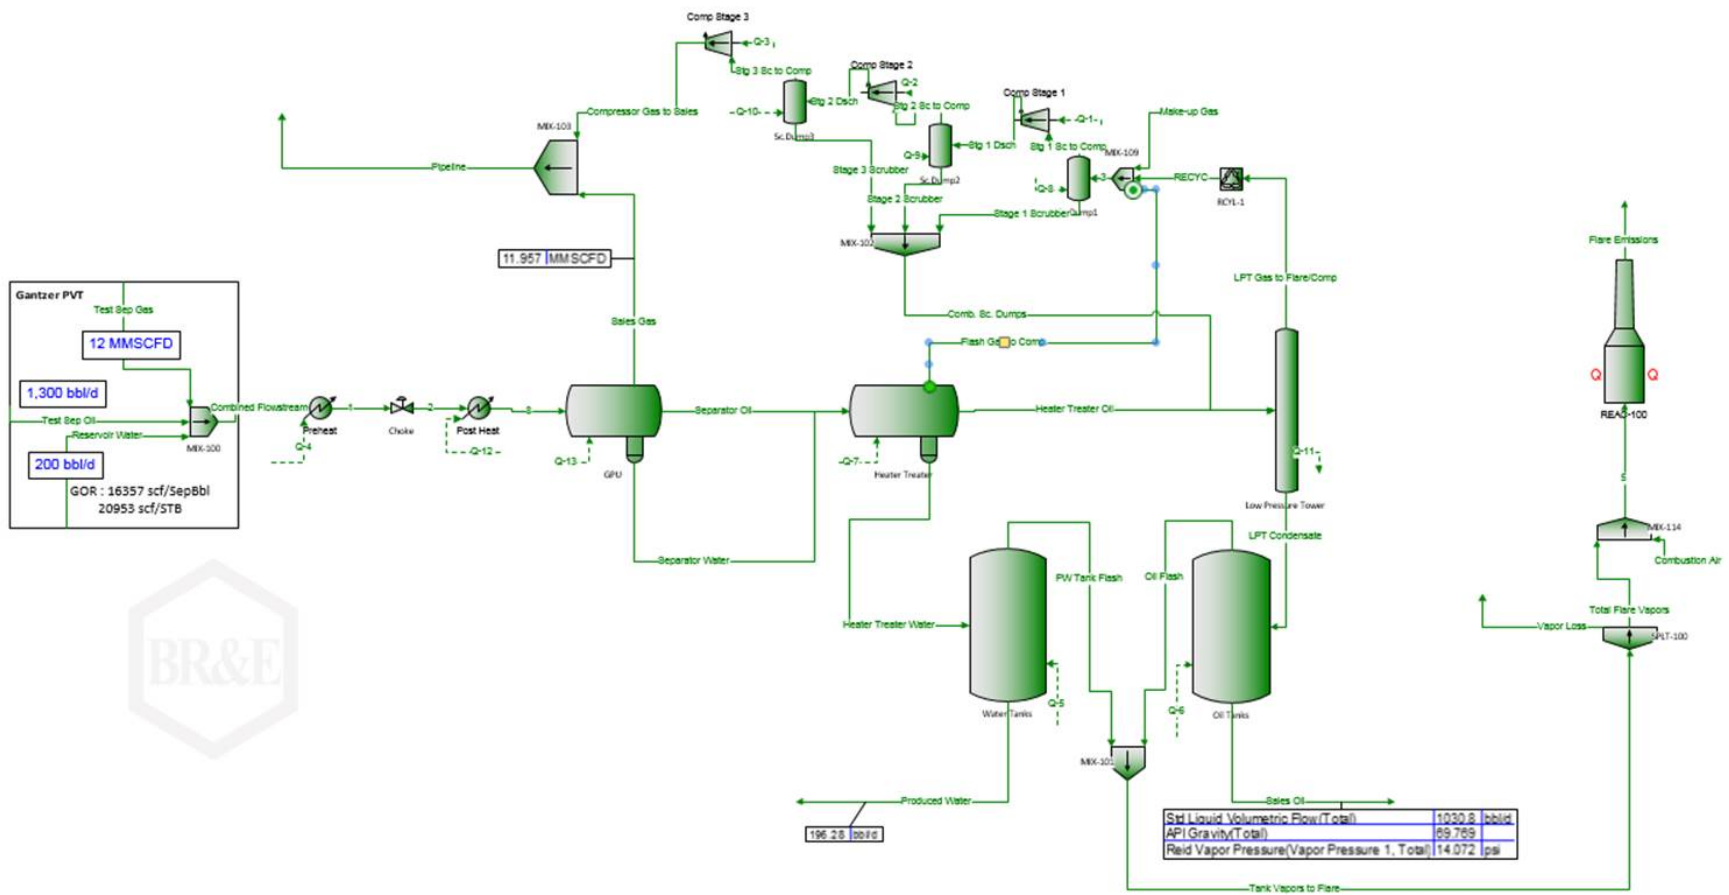 Comp Stage 3
Q-3
Stg 3 Sc to Comp
Comp Stage 2
Q-2
Stg 2 Dsch
Stg 2 Sc to Comp
Comp Stage 1
Q-1
Make-up Gas
Compressor Gas to Sales
Q-10
Sc.Dump3
MIX-103
Stg 1 Dsch
Stg 1 Sc to Comp
MIX-109
Q-9
Pipeline
Stage 3 Scrubber
Sc.Dump2
Q-8
3
RECYC
RCYL-1
Stage 2 Scrubber
Stage 1 Scrubber
Dump1
MIX-102
Flare Emissions
11.957 MMSCFD
LPT Gas to Flare/Comp
Gantzer PVT
Test Sep Gas
Sales Gas
Comb. Sc. Dumps
12 MMSCFD
Q Q
1,300 bbl/d
Combined Flowstream
1
2
Separator Oil
Heater Treater Oil
REAC-100
Test Sep Oil
Reservoir Water
MIX-100
Preheat
Choke
Post Heat
Q-4
Q-12
Q-13
GPU
Q-7
Heater Treater
Q-11
200 bbl/d
GOR : 16357 scf/SepBbl
20953 scf/STB
Low Pressure Tower
MIX-114
LPT Condensate
Separator Water
Combustion Air
PW Tank Flash
Oil Flash
BR&E
Heater Treater Water
Total Flare Vapors
Vapor Loss
SPLT-100
Q-5
Q-6
Water Tanks
Oil Tanks
MIX-101
Produced Water
Sales Oil
196.28 bbl/d
Std Liquid Volumetric Flow(Total) 1030.8 bbl/d
API Gravity(Total) 69.769
Reid Vapor Pressure(Vapor Pressure 1, Total) 14.072 psi
Tank Vapors to Flare